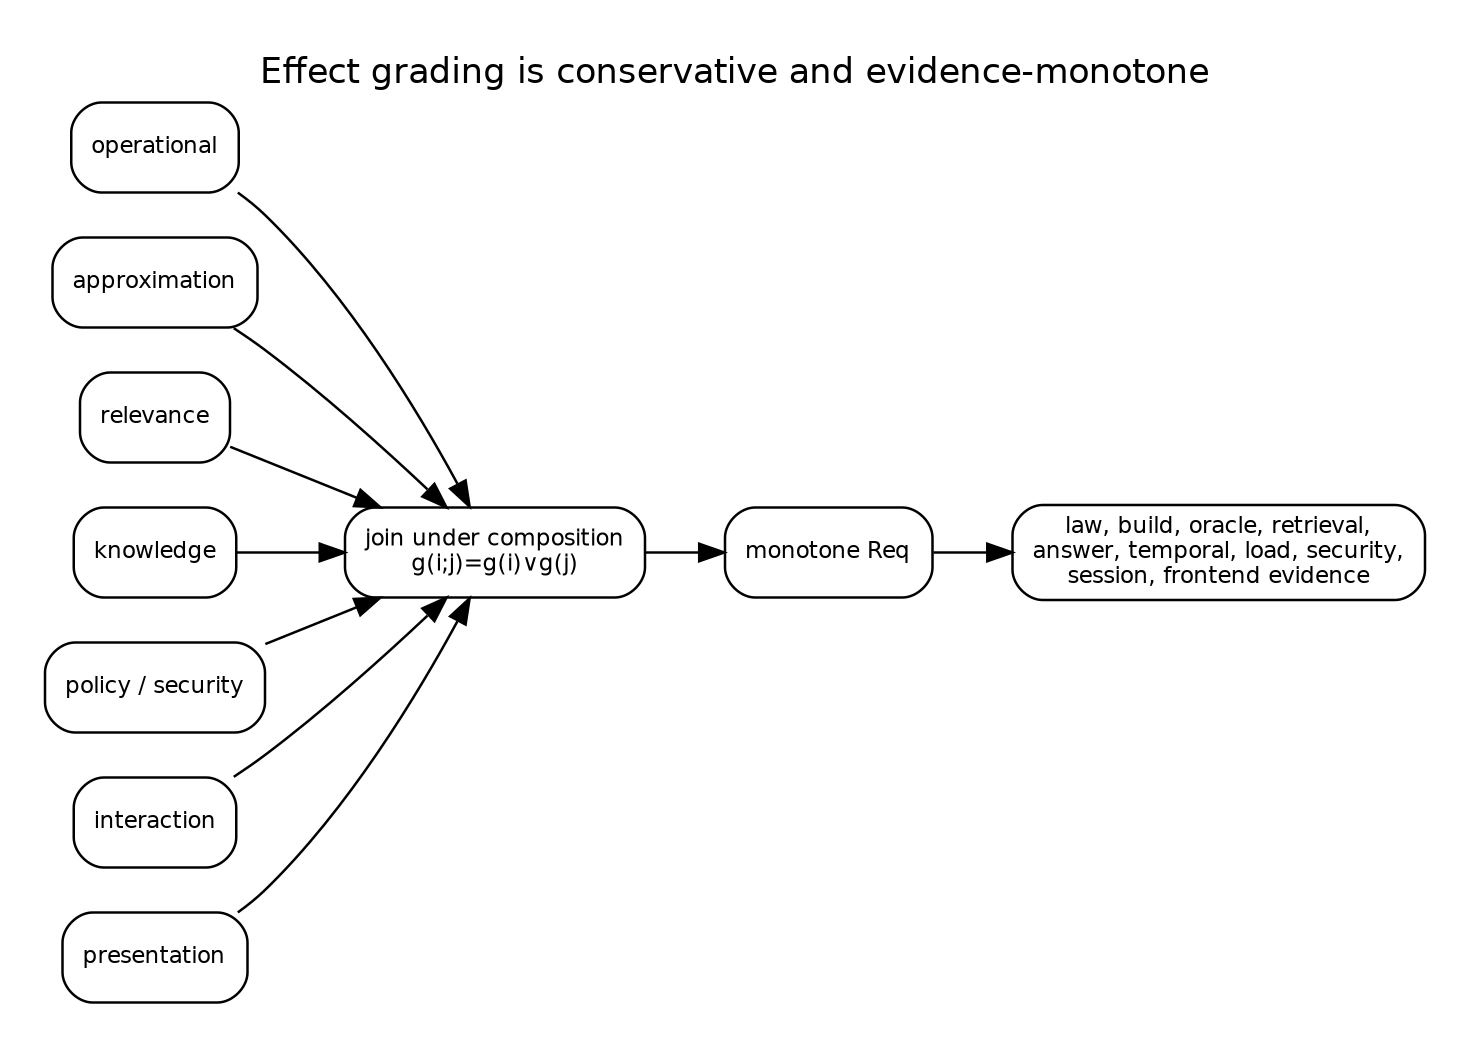 Effect grading is conservative and evidence-monotone
operational
approximation
relevance
knowledge
policy / security
interaction
presentation
join under composition
g(i;j)=g(i)∨g(j)
monotone Req
law, build, oracle, retrieval,
answer, temporal, load, security,
session, frontend evidence